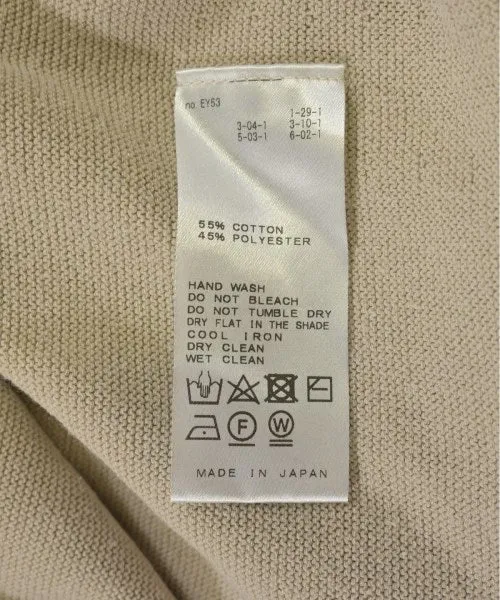 no. EY53
1-29-1
3-04-1 3-10-1
5-03-1 6-02-1
55% COTTON
45% POLYESTER
HAND WASH
DO NOT BLEACH
DO NOT TUMBLE DRY
DRY FLAT IN THE SHADE
COOL IRON
DRY CLEAN
WET CLEAN
F W
MADE IN JAPAN